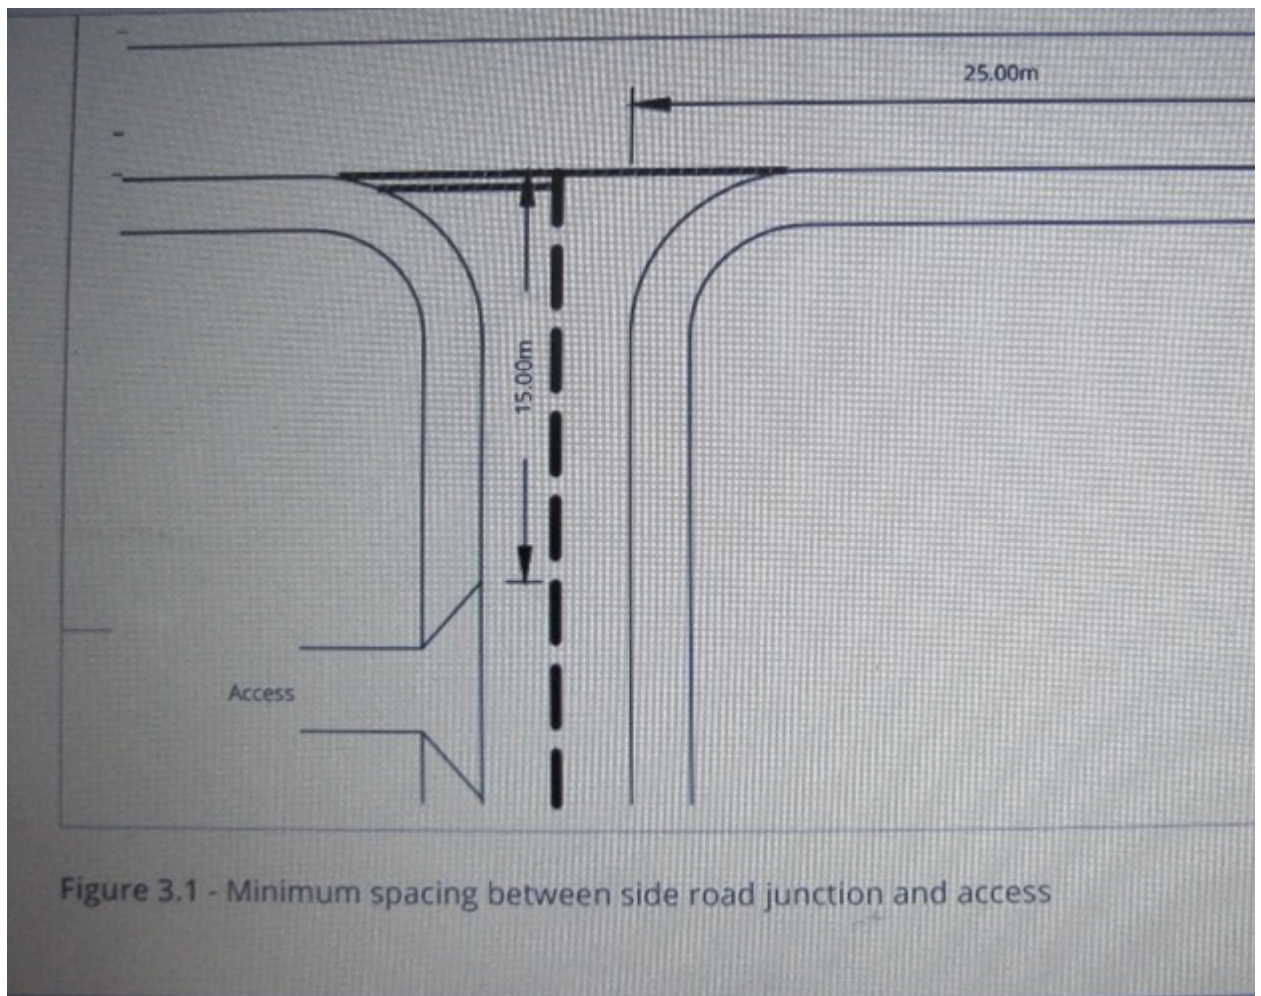 25.00m
15.00m
Access
Figure 3.1 - Minimum spacing between side road junction and access